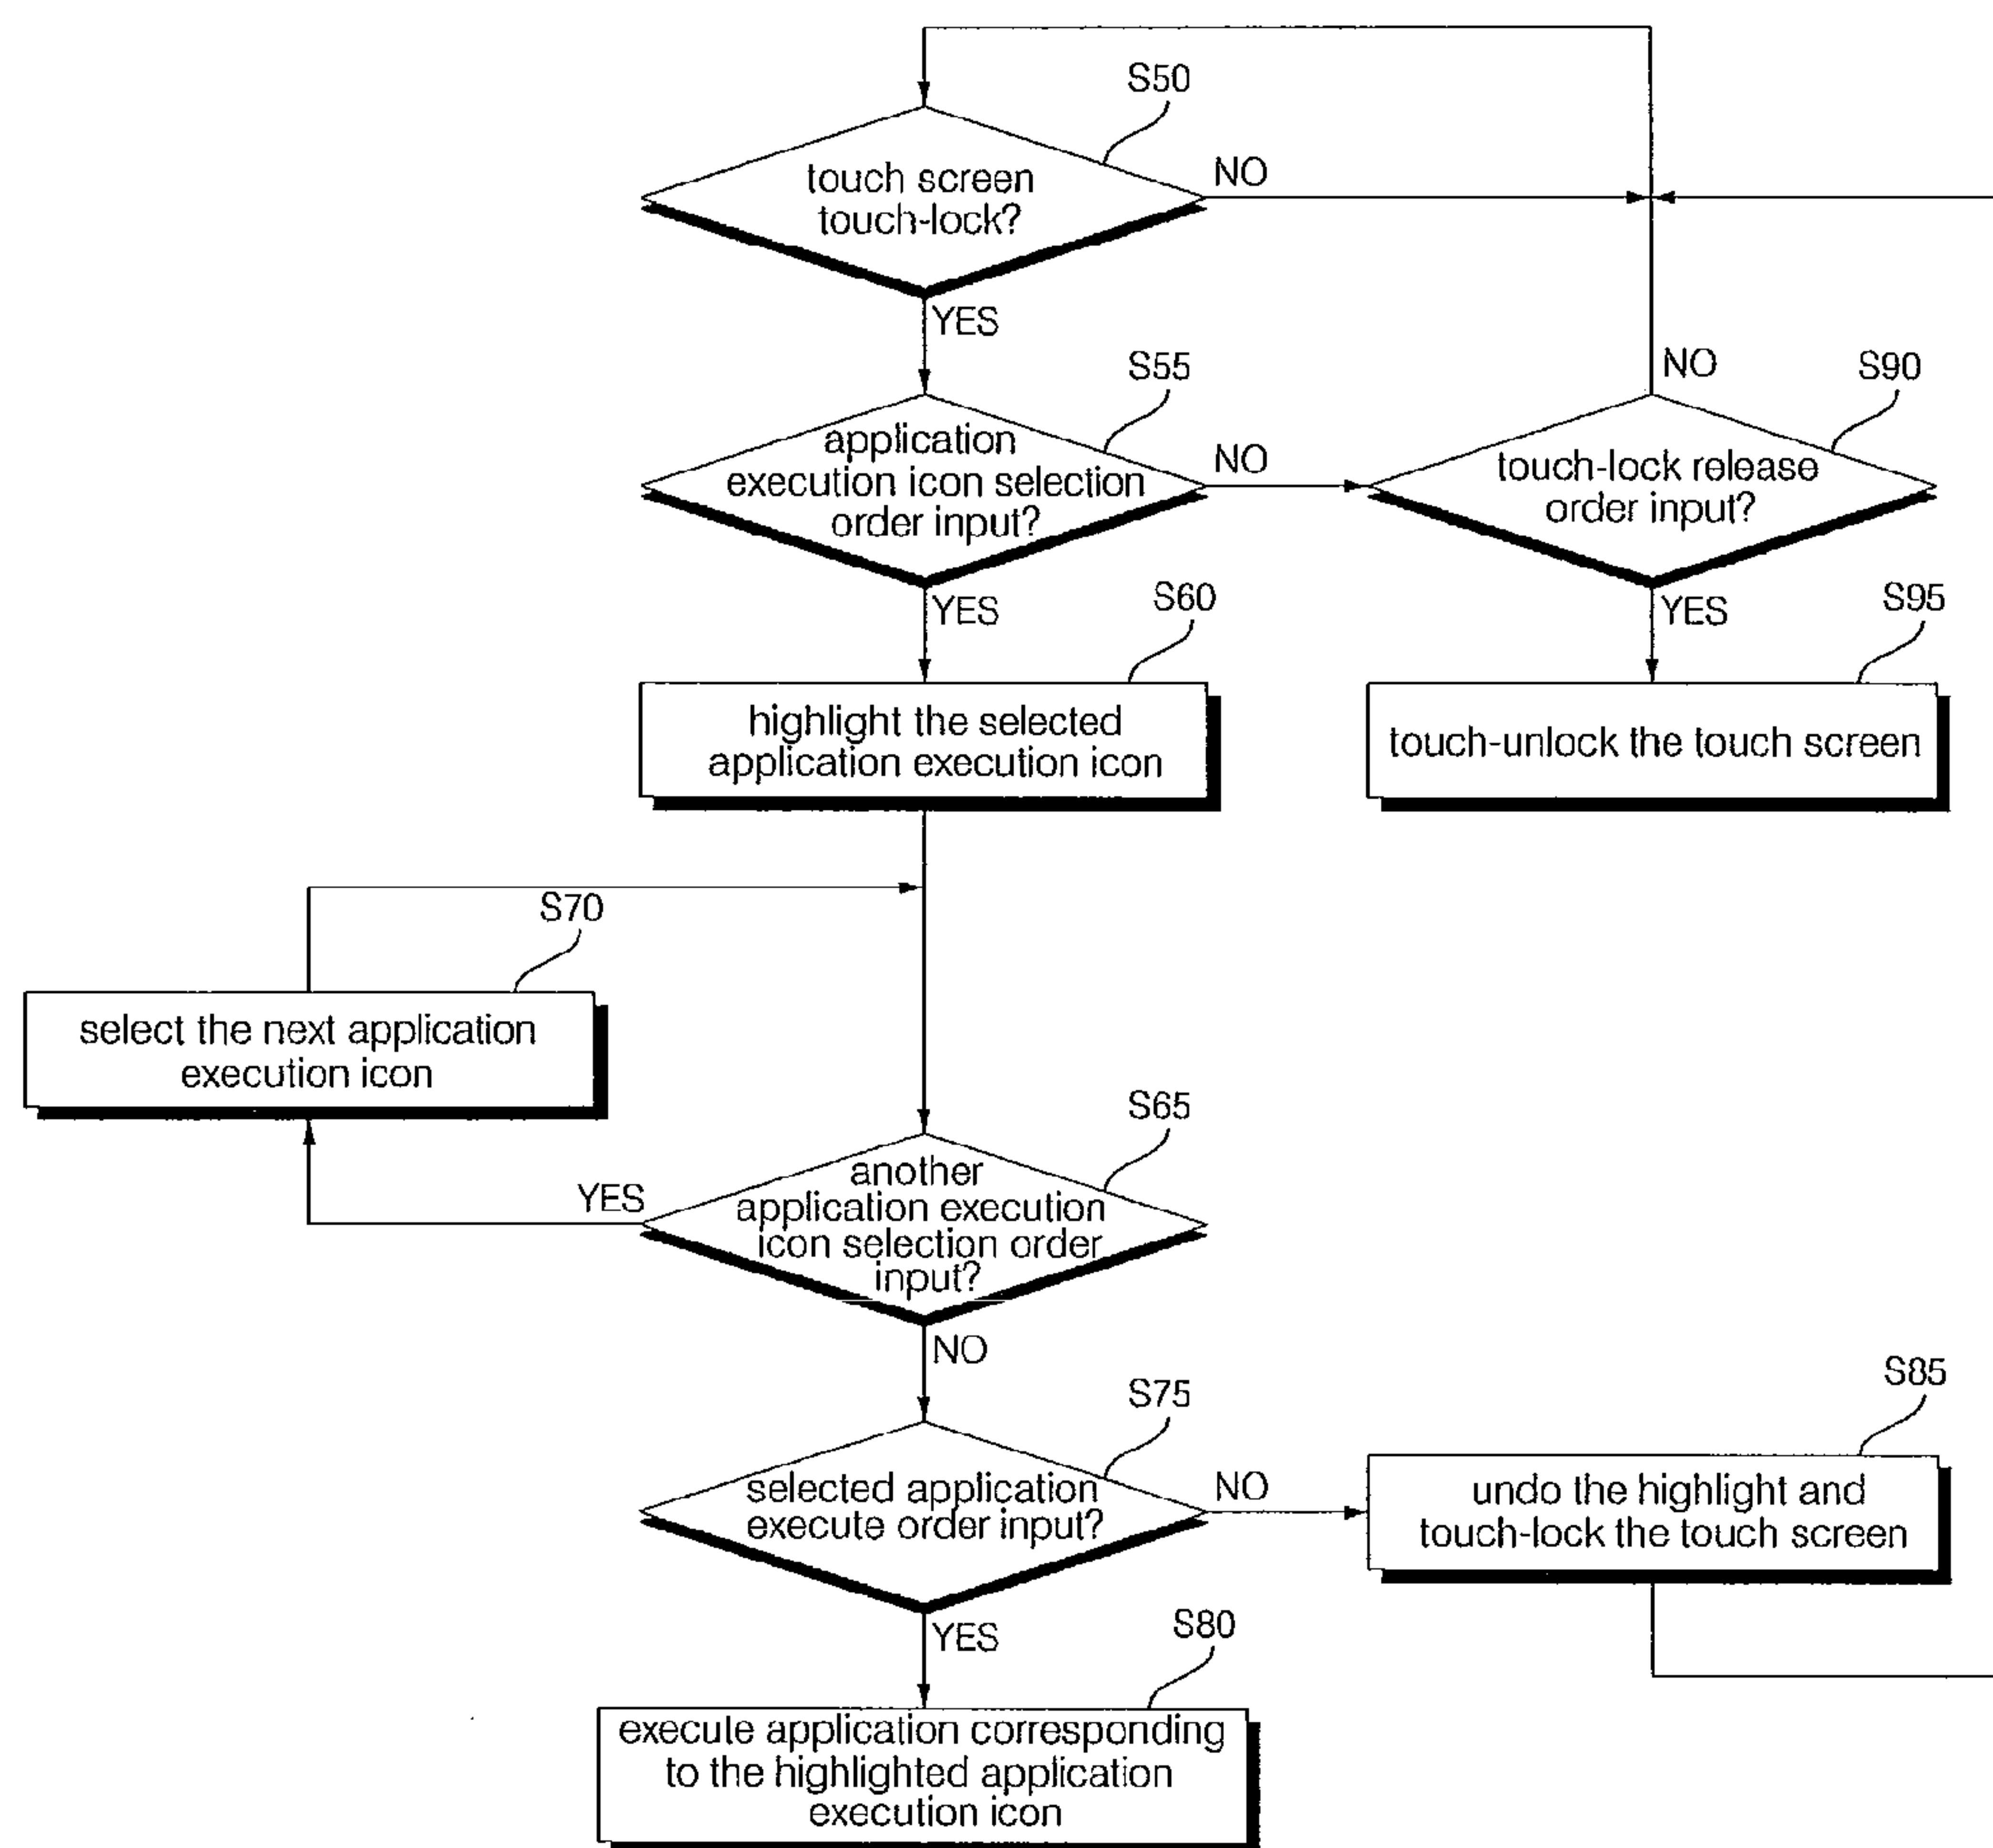 S50
touch screen
touch-lock?
NO
YES
S55
application
execution icon selection
order input?
NO
YES
NO
S90
touch-lock release
order input?
YES
S60
highlight the selected
application execution icon
S95
touch-unlock the touch screen
S70
select the next application
execution icon
S65
another
application execution
icon selection order
input?
YES
NO
S75
selected application
execute order input?
NO
YES
S85
undo the highlight and
touch-lock the touch screen
S80
execute application corresponding
to the highlighted application
execution icon